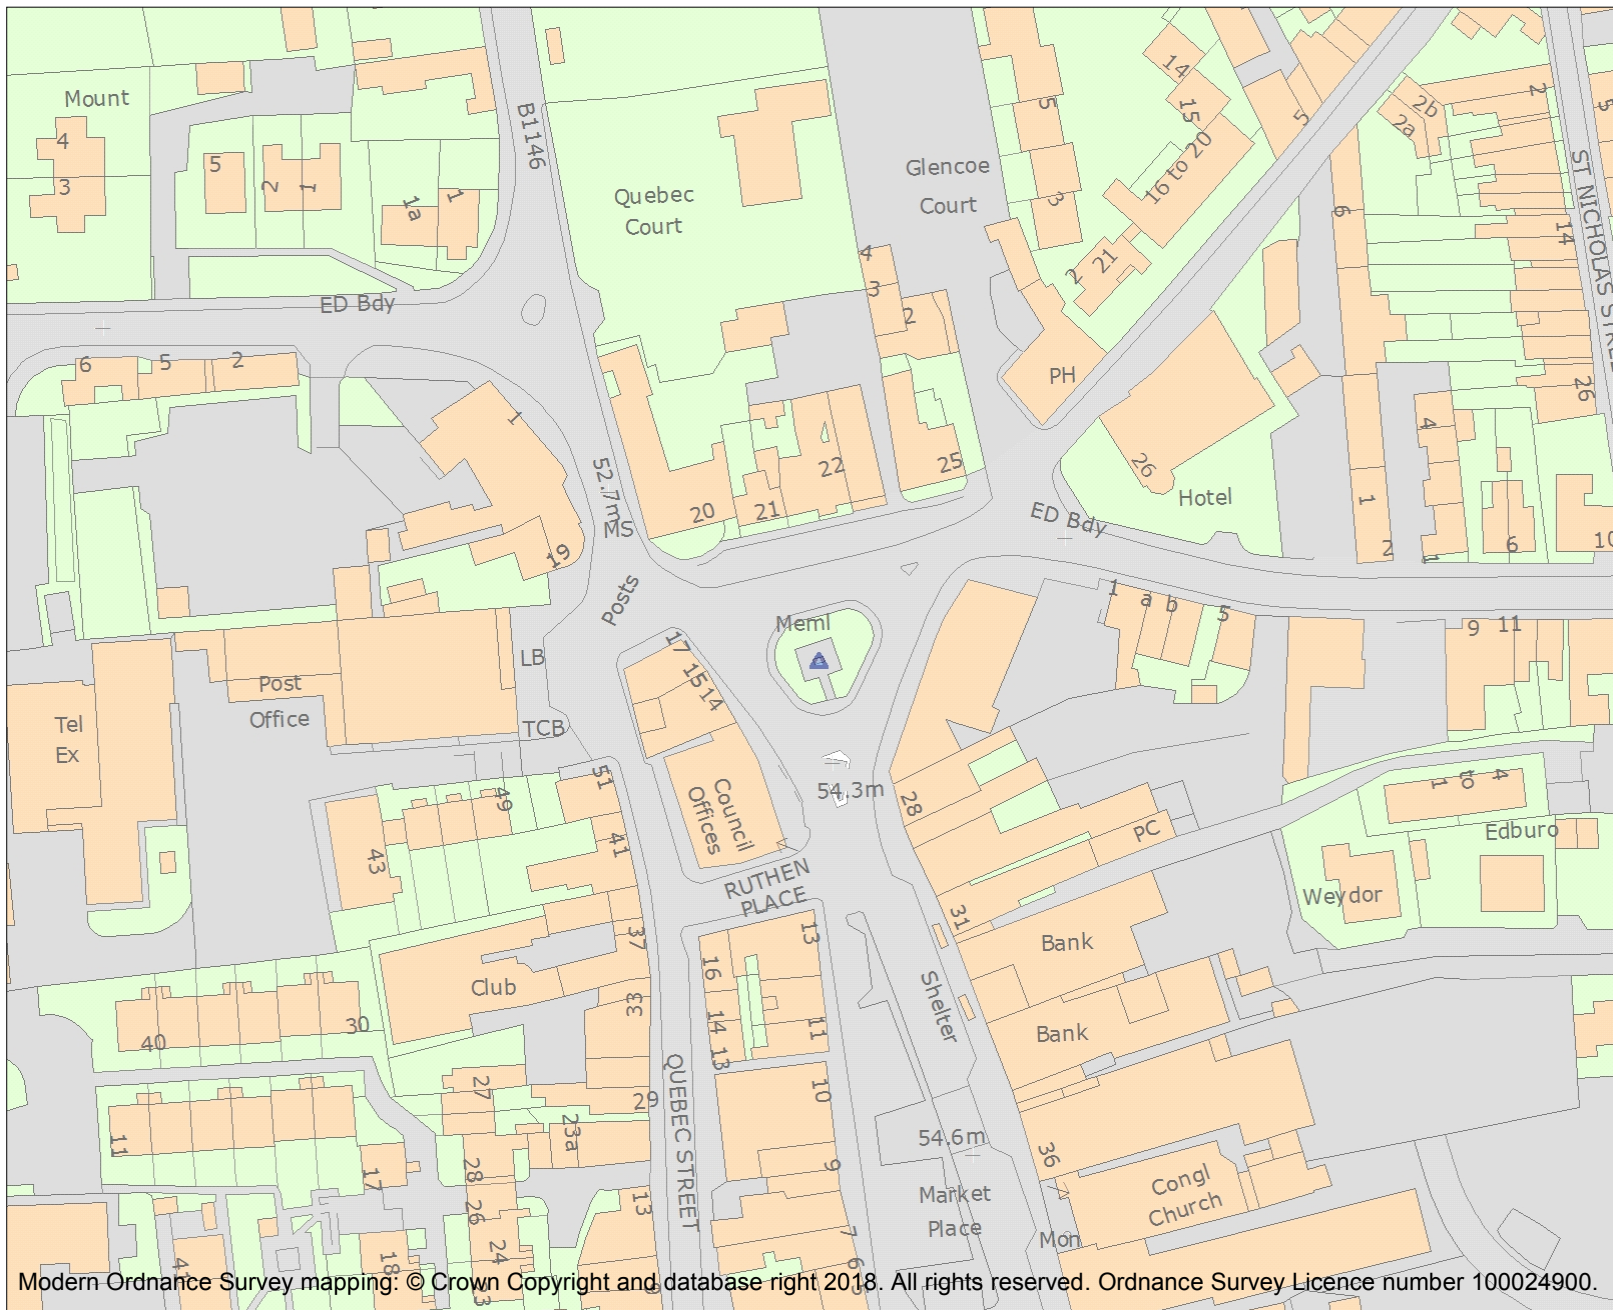 Mount
4
3
5
2
1
1a
1
B1146
Quebec
Court
Glencoe
Court
5
3
14
15
16 to 20
21
2
5
2b
2a
2
5
ST NICHOLAS STREE
14
26
6
ED Bdy
4
3
2
6
5
2
1
52.7m
MS
20
21
22
25
PH
26
Hotel
ED Bdy
1
2
4
1
6
10
19
Posts
LB
TCB
Post
Office
Tel
Ex
Meml
17
15
14
Council
Offices
54.3m
28
1
a
b
5
9
11
PC
1
4
Edburo
Weydor
51
49
41
43
RUTHEN
PLACE
31
Bank
Bank
Shelter
37
33
Club
16
14
13
13
11
10
9
7
6
40
30
27
29
23a
28
26
24
23
11
17
18
41
13
QUEBEC STREET
54.6m
Market
Place
36
Mon
Congl
Church
Modern Ordnance Survey mapping: © Crown Copyright and database right 2018. All rights reserved. Ordnance Survey Licence number 100024900.